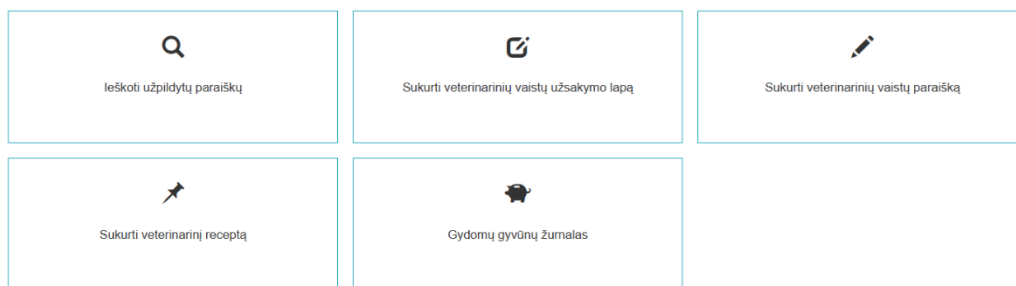 Ieškoti užpildytų paraiškų
Sukurti veterinarinių vaistų užsakymo lapą
Sukurti veterinarinių vaistų paraišką
Sukurti veterinarinį receptą
Gydomų gyvūnų žurnalas